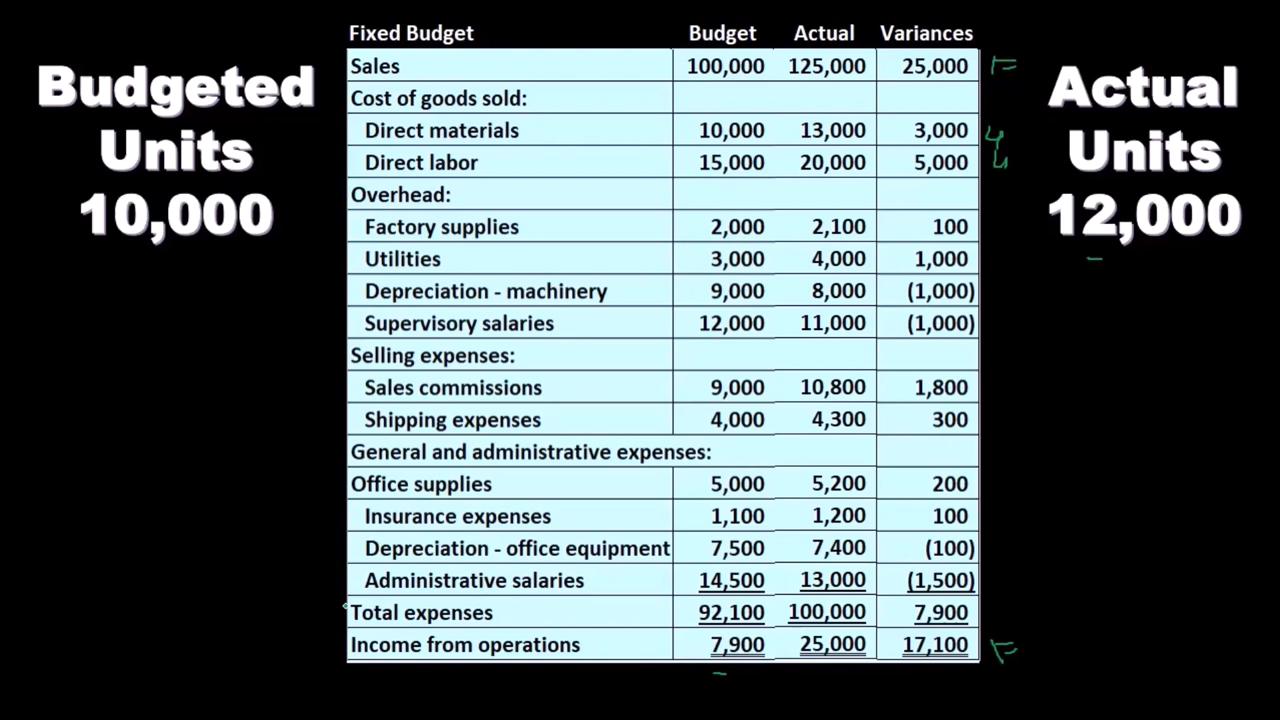 Budgeted
Units
10,000
Fixed Budget Budget Actual Variances
Sales 100,000 125,000 25,000
Cost of goods sold:
Direct materials 10,000 13,000 3,000
Direct labor 15,000 20,000 5,000
Overhead:
Factory supplies 2,000 2,100 100
Utilities 3,000 4,000 1,000
Depreciation - machinery 9,000 8,000 (1,000)
Supervisory salaries 12,000 11,000 (1,000)
Selling expenses:
Sales commissions 9,000 10,800 1,800
Shipping expenses 4,000 4,300 300
General and administrative expenses:
Office supplies 5,000 5,200 200
Insurance expenses 1,100 1,200 100
Depreciation - office equipment 7,500 7,400 (100)
Administrative salaries 14,500 13,000 (1,500)
Total expenses 92,100 100,000 7,900
Income from operations 7,900 25,000 17,100
Actual
Units
12,000